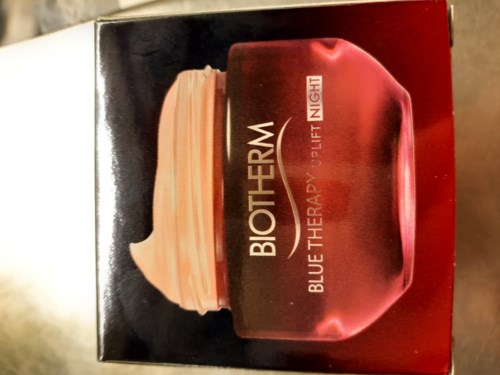 BIOTHERM
BLUE THERAPY UPLIFT NIGHT